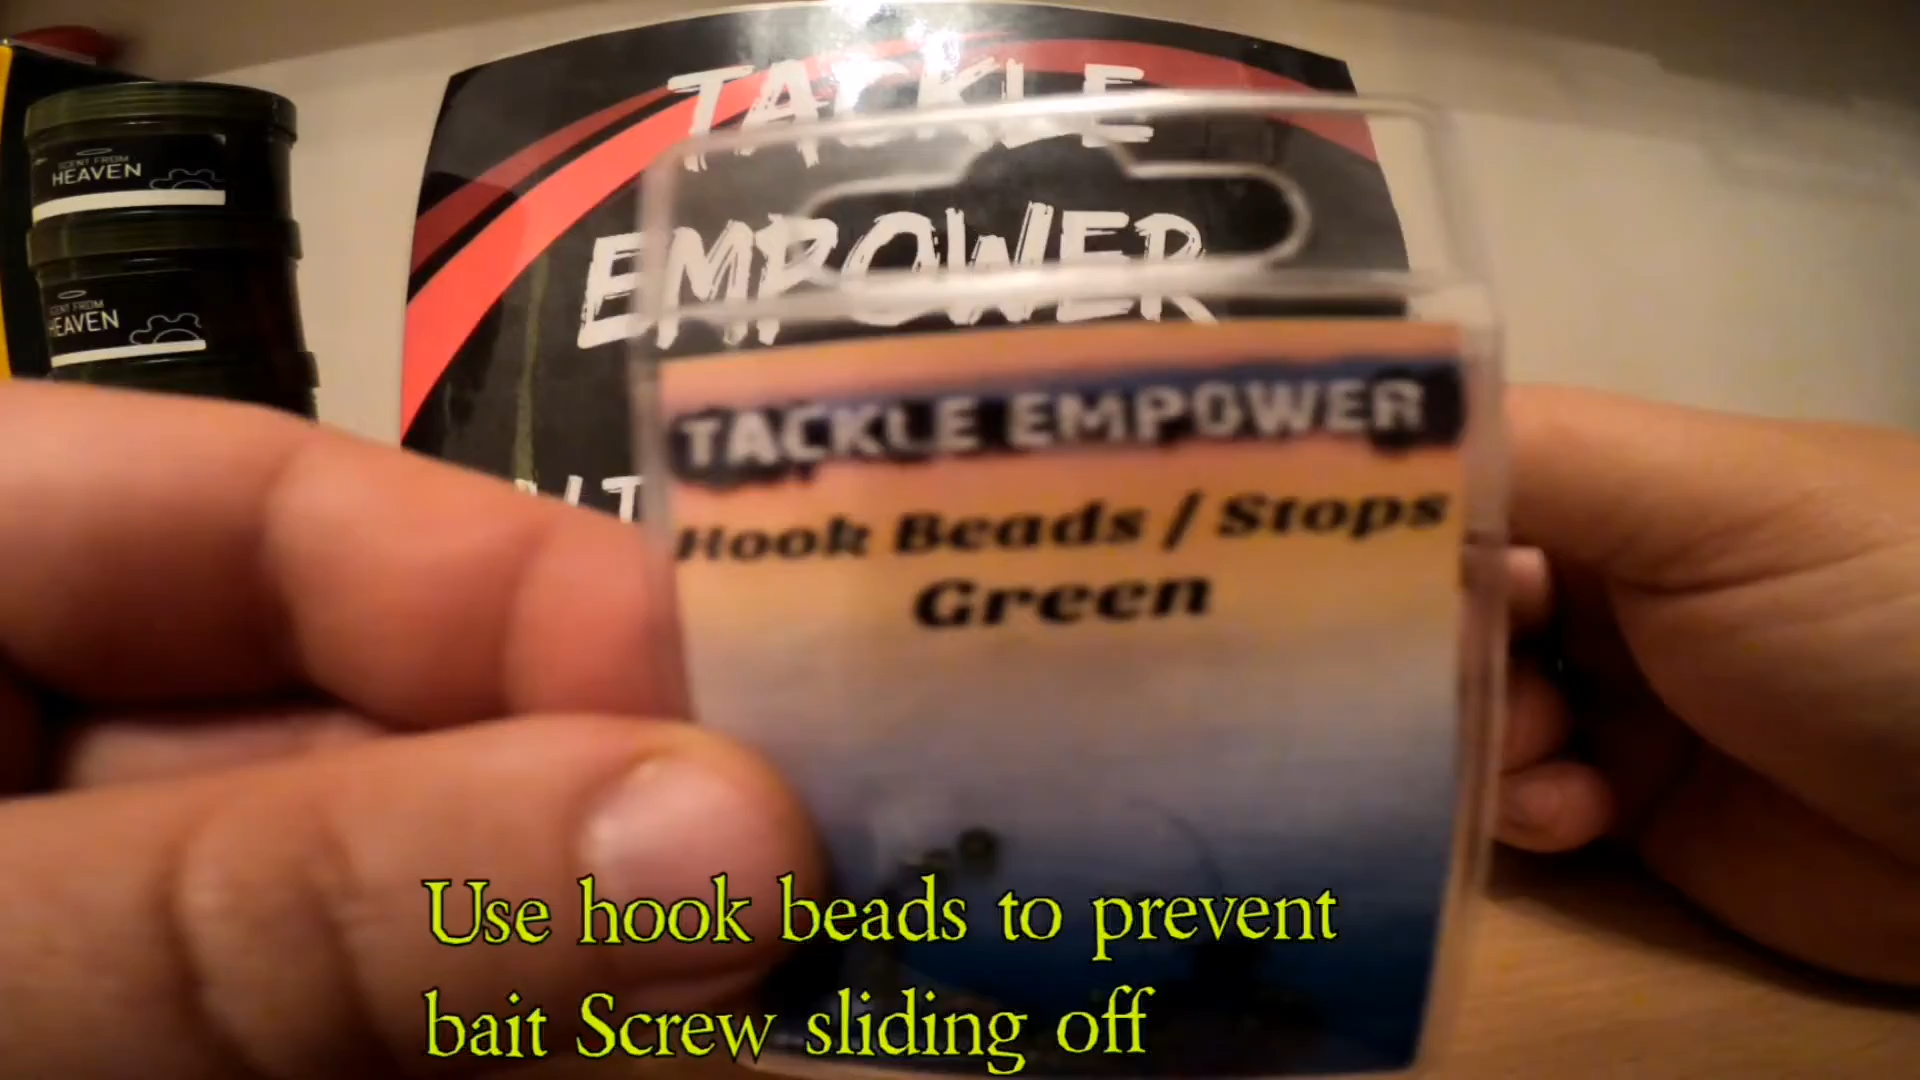 TACKLE
EMPOWER
SCENT FROM
HEAVEN
SCENT FROM
HEAVEN
TACKLE EMPOWER
Hook Beads / Stops
Green
Use hook beads to prevent
bait Screw sliding off